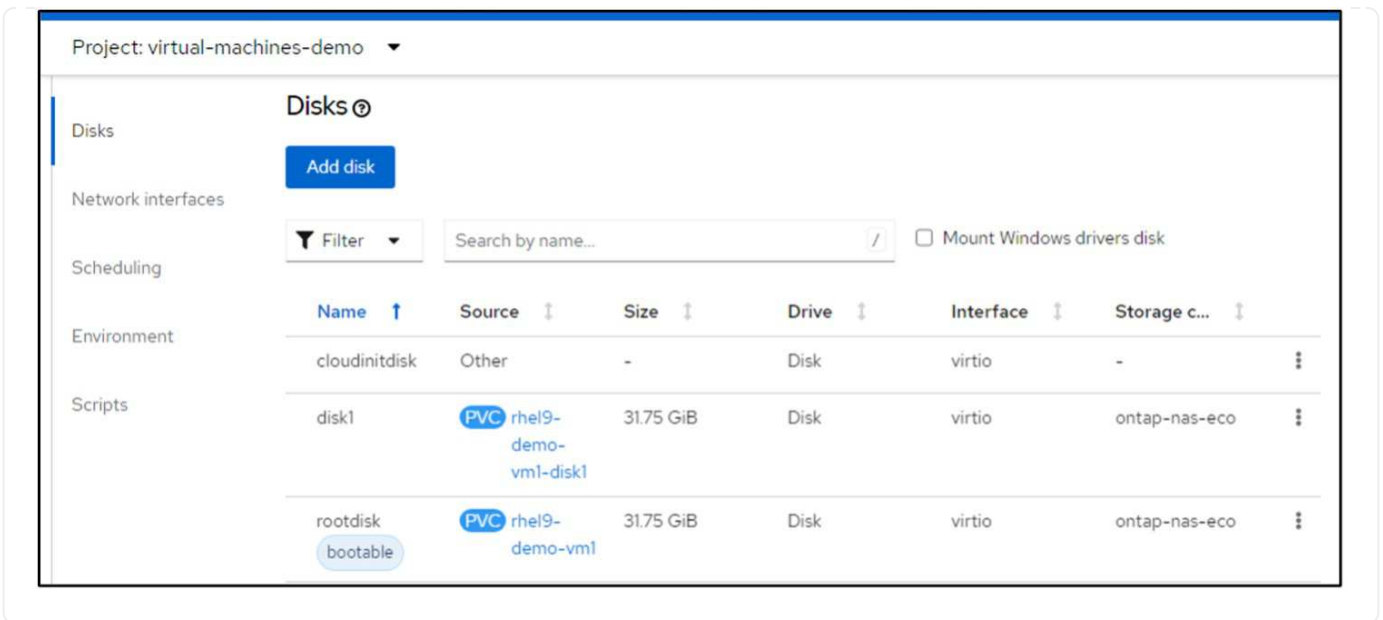 Project: virtual-machines-demo
Disks
Network interfaces
Scheduling
Environment
Scripts
Disks
Add disk
Filter
Search by name...
/
Mount Windows drivers disk
Name Source Size Drive Interface Storage c...
cloudinitdisk Other - Disk virtio -
disk1 PVC rhel9- 31.75 GiB Disk virtio ontap-nas-eco
demo-
vm1-disk1
rootdisk PVC rhel9- 31.75 GiB Disk virtio ontap-nas-eco
bootable demo-vm1